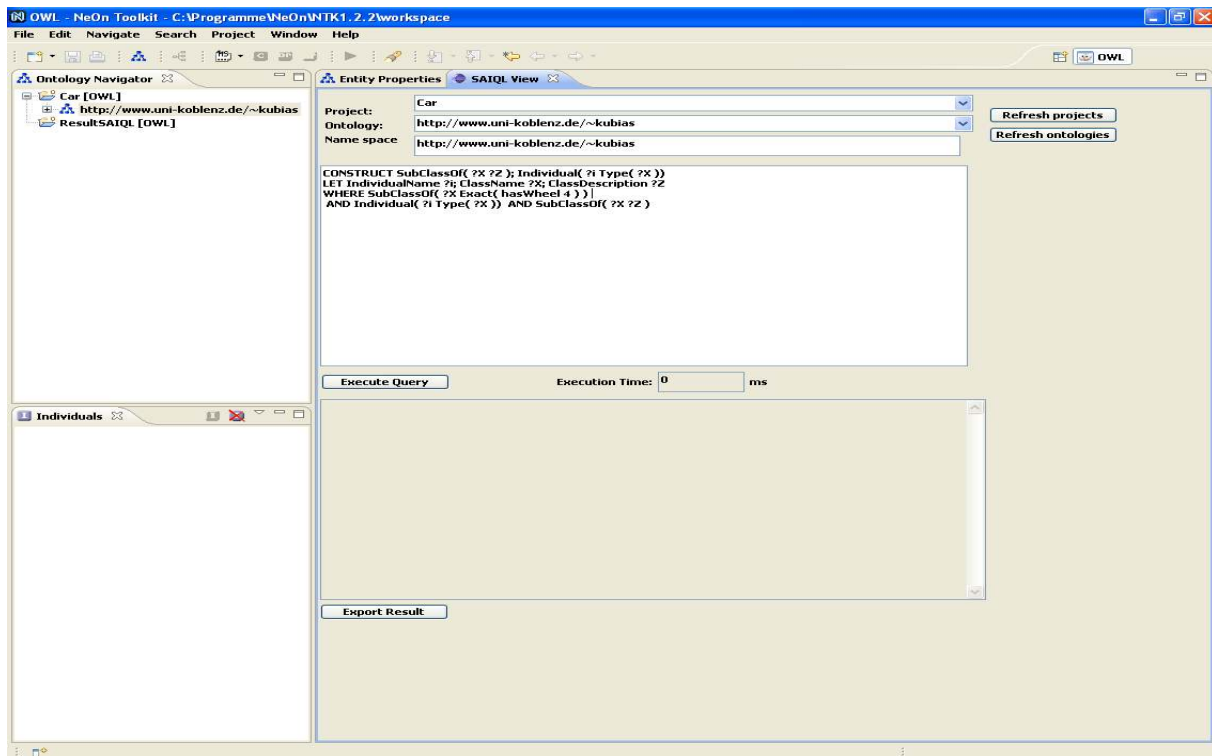 OWL - NeOn Toolkit - C:\Programme\NeOn\NTK1.2.2\workspace
File Edit Navigate Search Project Window Help
OWL
Ontology Navigator
Entity Properties
SAIQL View
Car [OWL]
http://www.uni-koblenz.de/~kubias
ResultSAIQL [OWL]
Project:
Car
Refresh projects
Ontology:
http://www.uni-koblenz.de/~kubias
Refresh ontologies
Name space
http://www.uni-koblenz.de/~kubias
CONSTRUCT SubClassOf( ?X ?Z ); Individual( ?i Type( ?X ))
LET IndividualName ?i; ClassName ?X; ClassDescription ?Z
WHERE SubClassOf( ?X Exact( hasWheel 4 ) )
AND Individual( ?i Type( ?X )) AND SubClassOf( ?X ?Z )
Execute Query
Execution Time: 0 ms
Individuals
Export Result